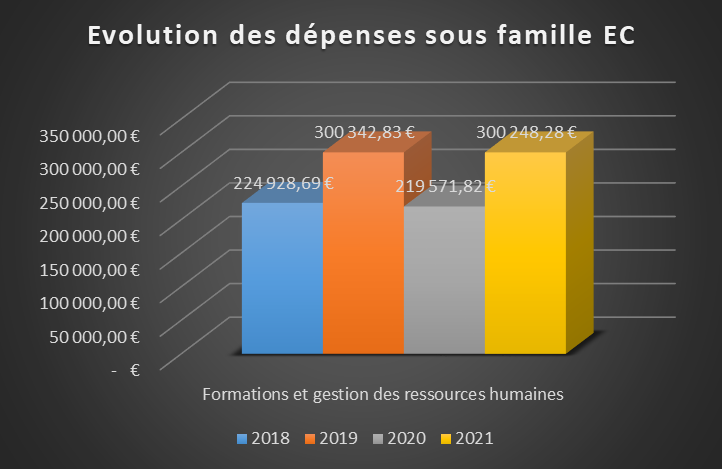 Evolution des dépenses sous famille EC
350 000,00 €
300 000,00 €
250 000,00 €
200 000,00 €
150 000,00 €
100 000,00 €
50 000,00 €
- €
224 928,69 €
300 342,83 €
219 571,82 €
300 248,28 €
Formations et gestion des ressources humaines
2018 2019 2020 2021